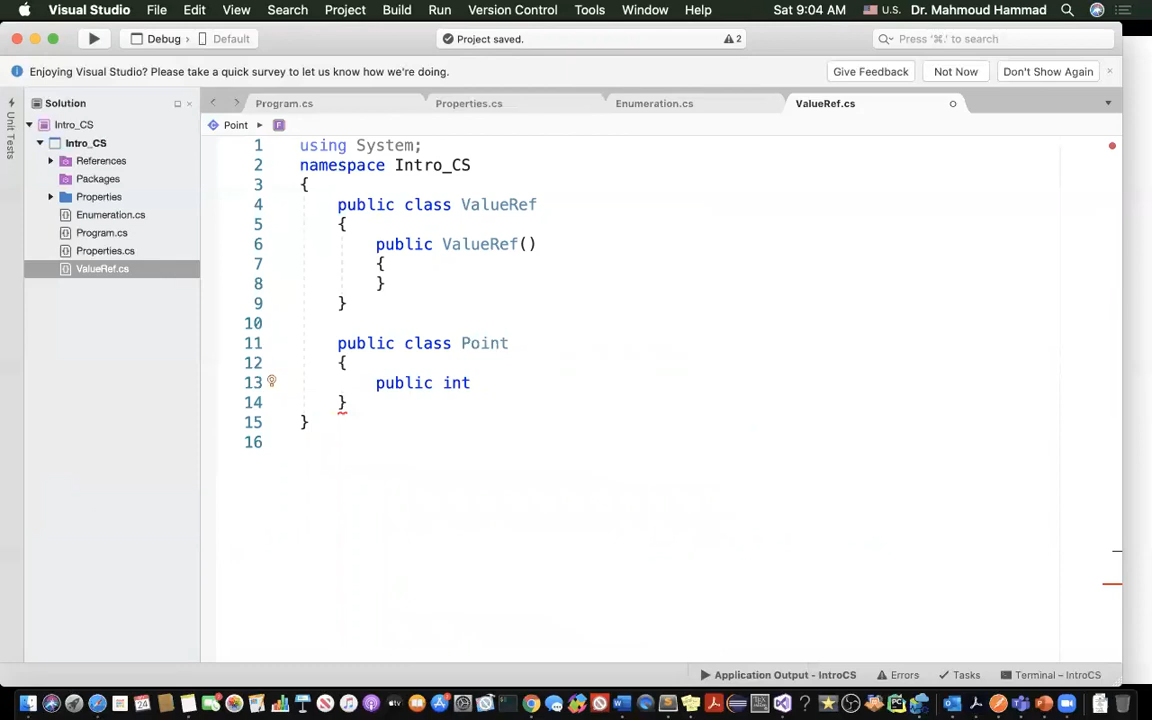 Visual Studio File Edit View Search Project Build Run Version Control Tools Window Help U.S. Sat 9:04 AM Dr. Mahmoud Hammad
Debug › Default Project saved. 2 Press '⌘.' to search
Enjoying Visual Studio? Please take a quick survey to let us know how we're doing. Give Feedback Not Now Don't Show Again ×
Solution
Program.cs Properties.cs Enumeration.cs ValueRef.cs
Unit Tests
Intro_CS
Intro_CS
References
Packages
Properties
Enumeration.cs
Program.cs
Properties.cs
ValueRef.cs
Point
1 using System;
2 namespace Intro_CS
3 {
4 public class ValueRef
5 {
6 public ValueRef()
7 {
8 }
9 }
10
11 public class Point
12 {
13 public int
14 }
15 }
16
Application Output - IntroCS Errors Tasks Terminal – IntroCS